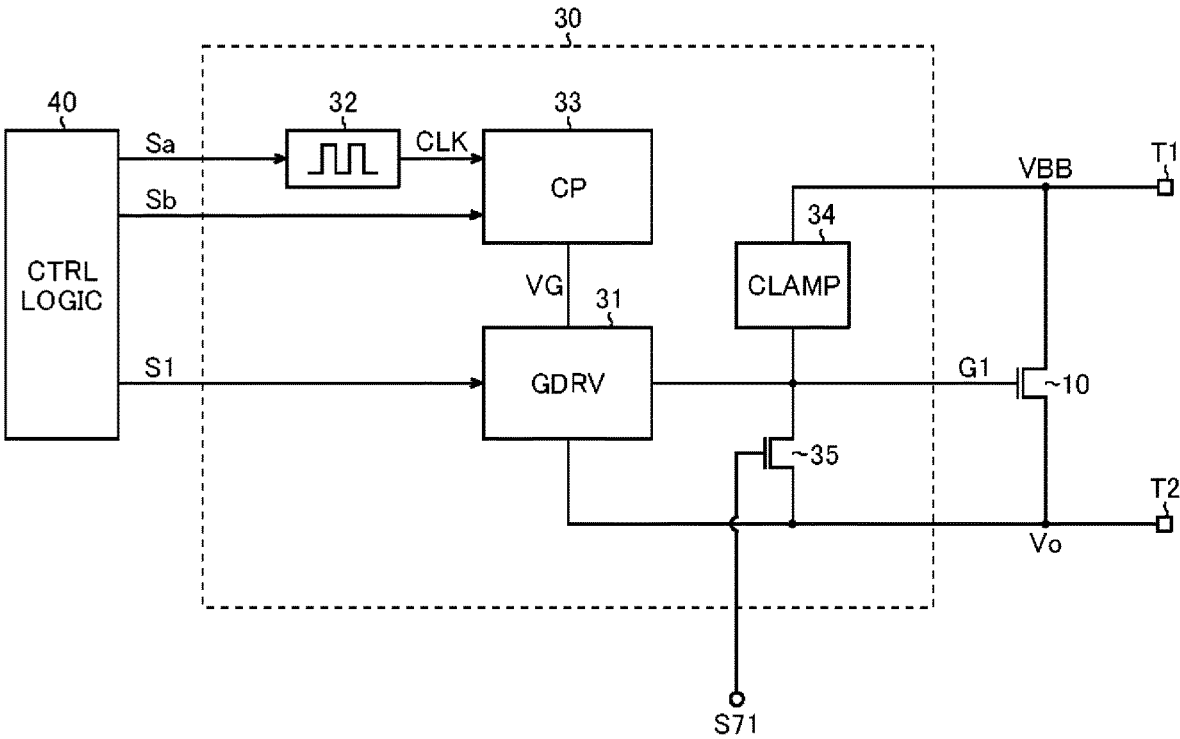 30
40
32
33
Sa
CLK
T1
VBB
CP
Sb
34
CTRL
LOGIC
VG
31
CLAMP
S1
GDRV
G1
~10
~35
T2
Vo
S71